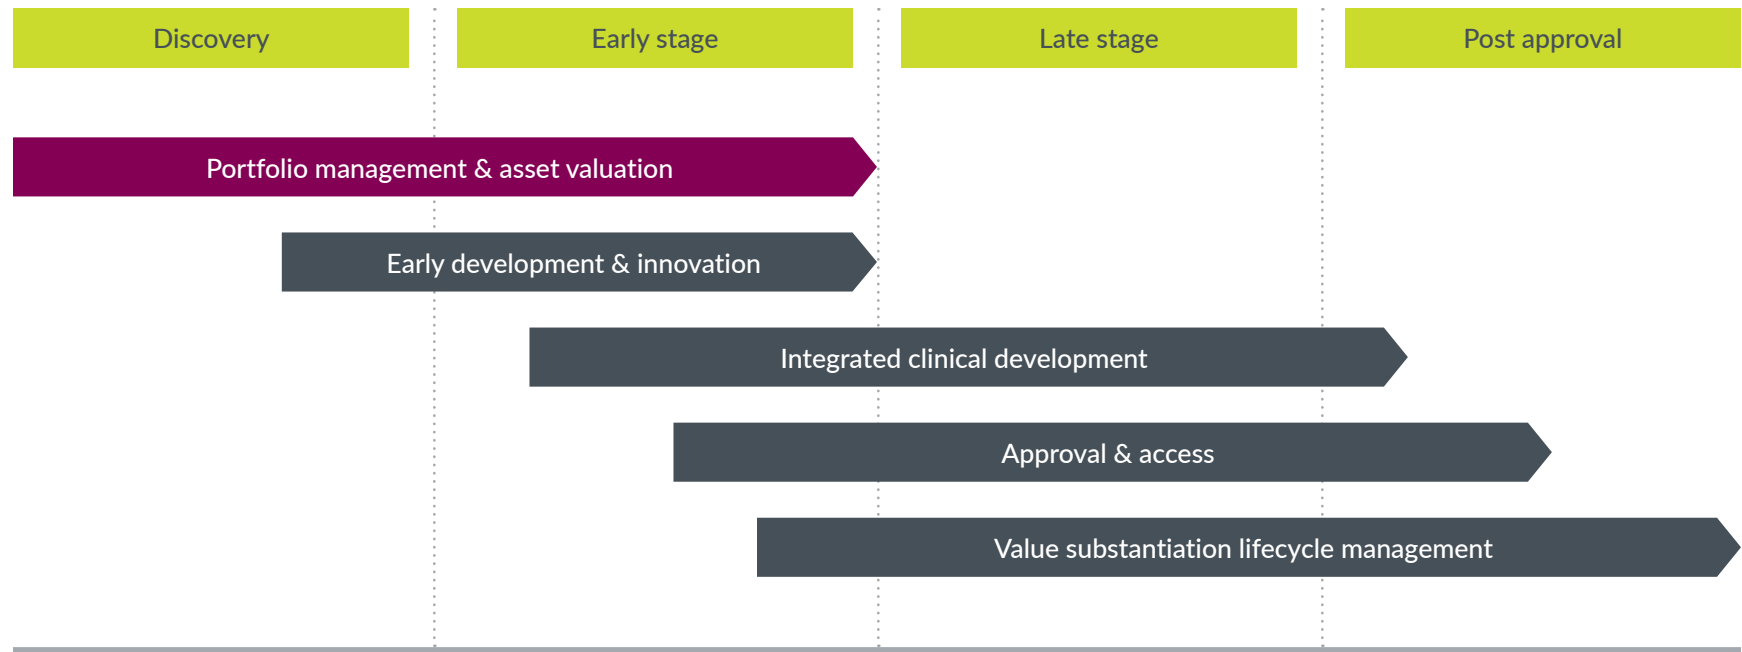 Discovery
Early stage
Late stage
Post approval
Portfolio management & asset valuation
Early development & innovation
Integrated clinical development
Approval & access
Value substantiation lifecycle management